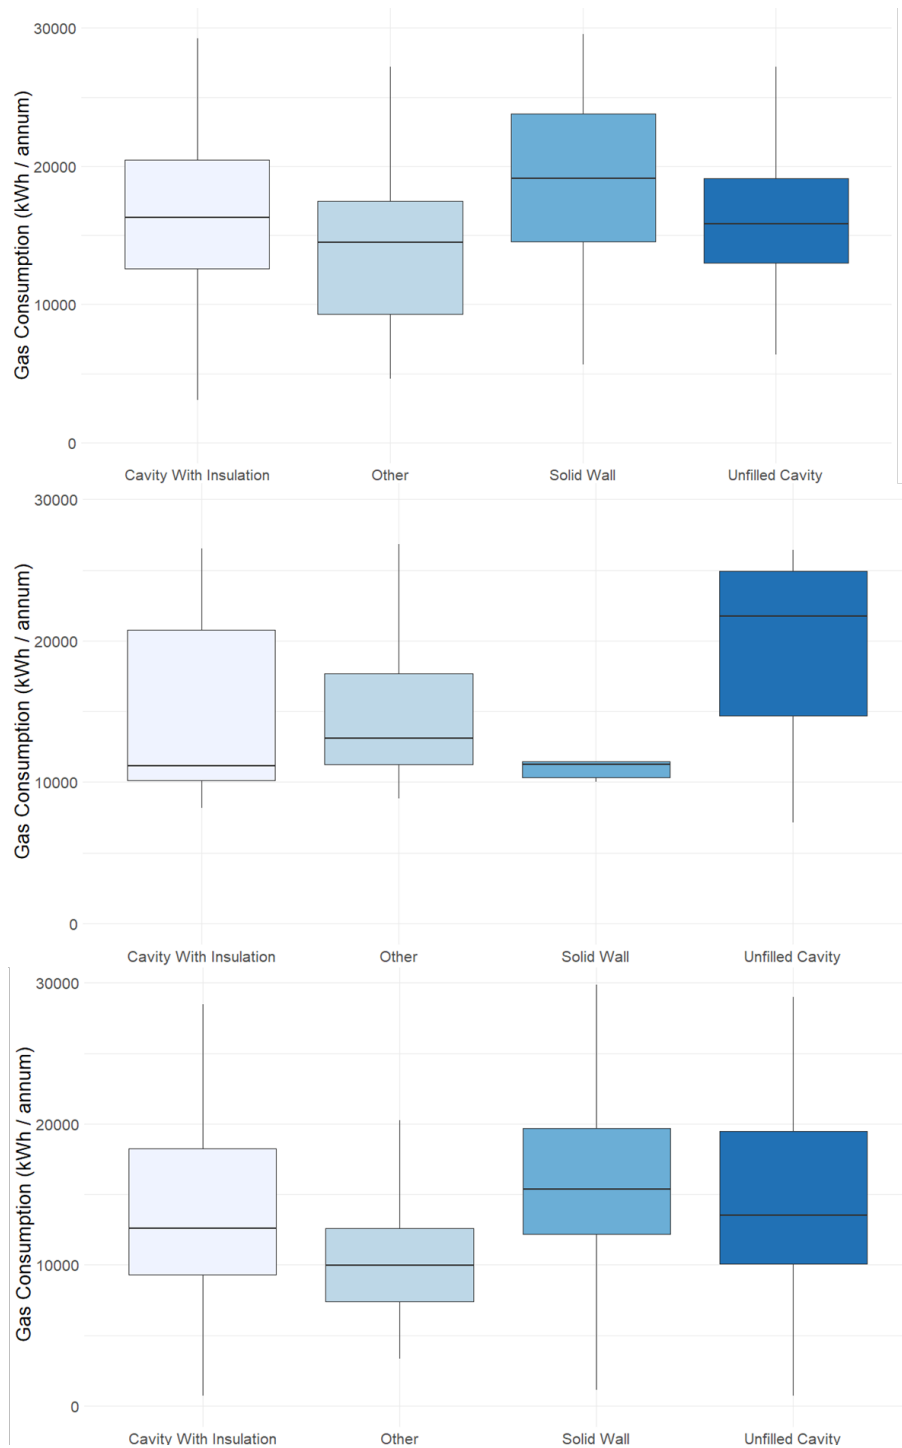 Gas Consumption (kWh / annum)
30000
20000
10000
0
Cavity With Insulation Other Solid Wall Unfilled Cavity
Gas Consumption (kWh / annum)
30000
20000
10000
0
Cavity With Insulation Other Solid Wall Unfilled Cavity
Gas Consumption (kWh / annum)
30000
20000
10000
0
Cavity With Insulation Other Solid Wall Unfilled Cavity